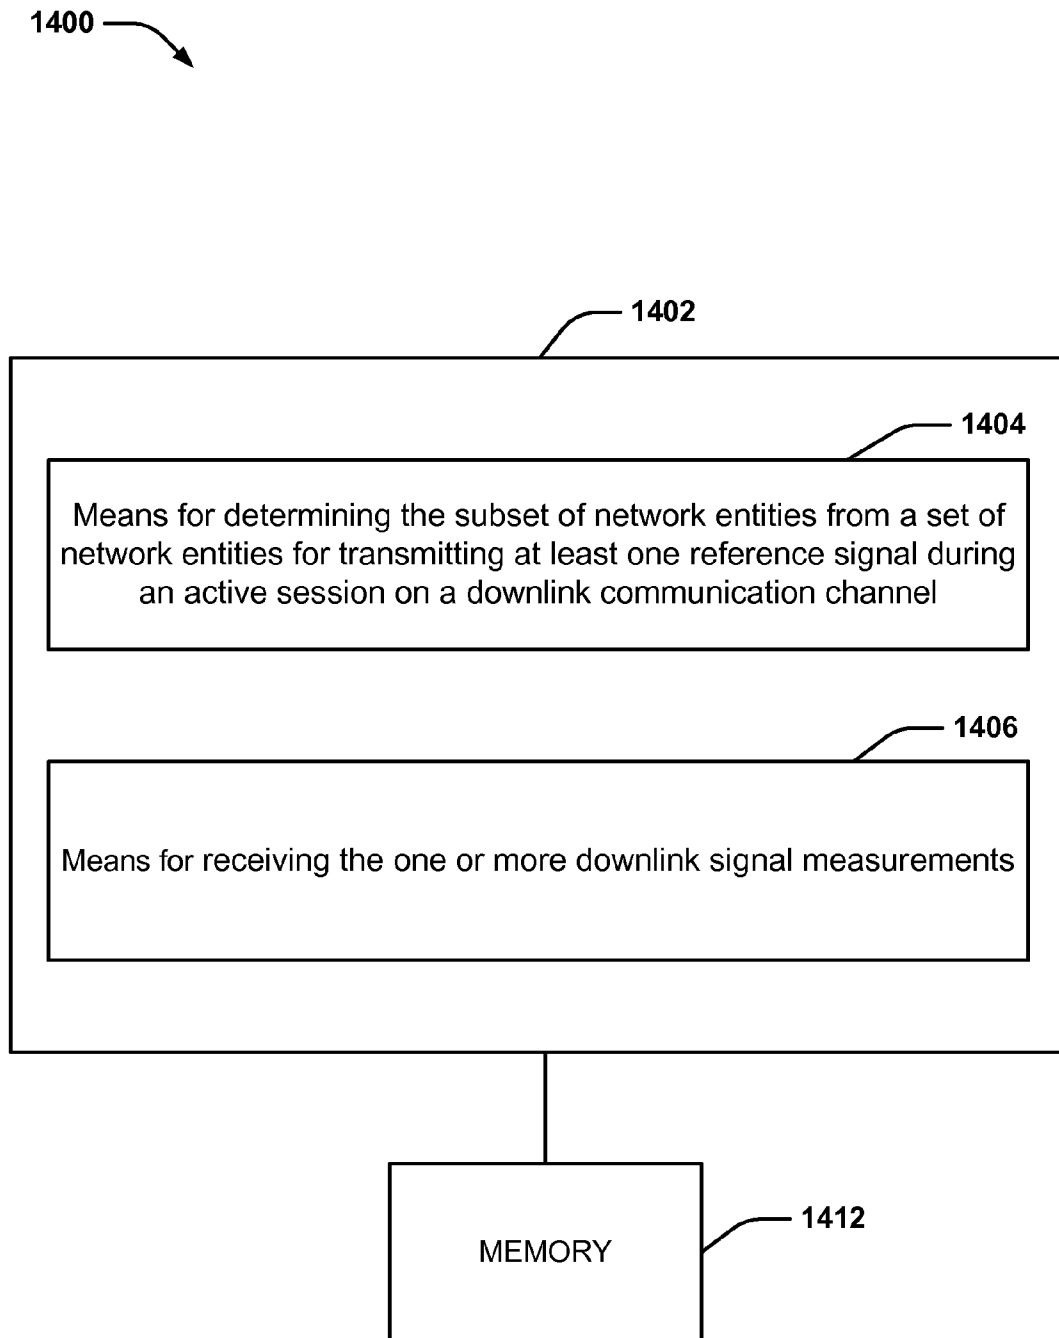 1400
1402
1404
Means for determining the subset of network entities from a set of
network entities for transmitting at least one reference signal during
an active session on a downlink communication channel
1406
Means for receiving the one or more downlink signal measurements
1412
MEMORY